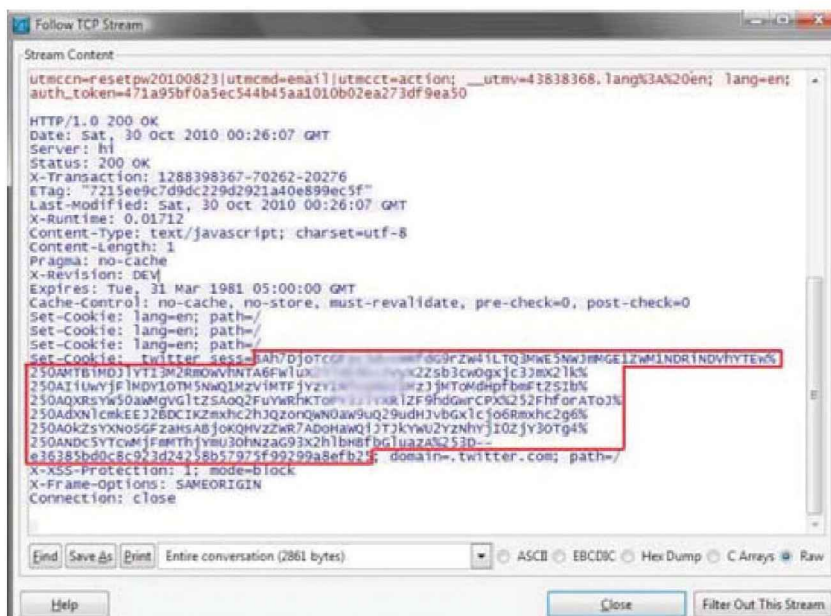 Follow TCP Stream
Stream Content
utmccn=resetpw20100823|utmcmd=email|utmcct=action; __utmv=43838368.lang%3A%20en; lang=en;
auth_token=471a95bf0a5ec544b45aa1010b02ea273df9ea50
HTTP/1.0 200 OK
Date: Sat, 30 Oct 2010 00:26:07 GMT
Server: hi
Status: 200 OK
X-Transaction: 1288398367-70262-20276
ETag: "7215ee9c7d9dc229d2921a40e899ec5f"
Last-Modified: Sat, 30 Oct 2010 00:26:07 GMT
X-Runtime: 0.01712
Content-Type: text/javascript; charset=utf-8
Content-Length: 1
Pragma: no-cache
X-Revision: DEV
Expires: Tue, 31 Mar 1981 05:00:00 GMT
Cache-Control: no-cache, no-store, must-revalidate, pre-check=0, post-check=0
Set-Cookie: lang=en; path=/
Set-Cookie: lang=en; path=/
Set-Cookie: lang=en; path=/
Set-Cookie: _twitter_sess=
domain=.twitter.com; path=/
X-XSS-Protection: 1; mode=block
X-Frame-Options: SAMEORIGIN
Connection: close
Find Save As Print Entire conversation (2861 bytes) ASCII EBCDIC Hex Dump C Arrays Raw
Help Close Filter Out This Stream